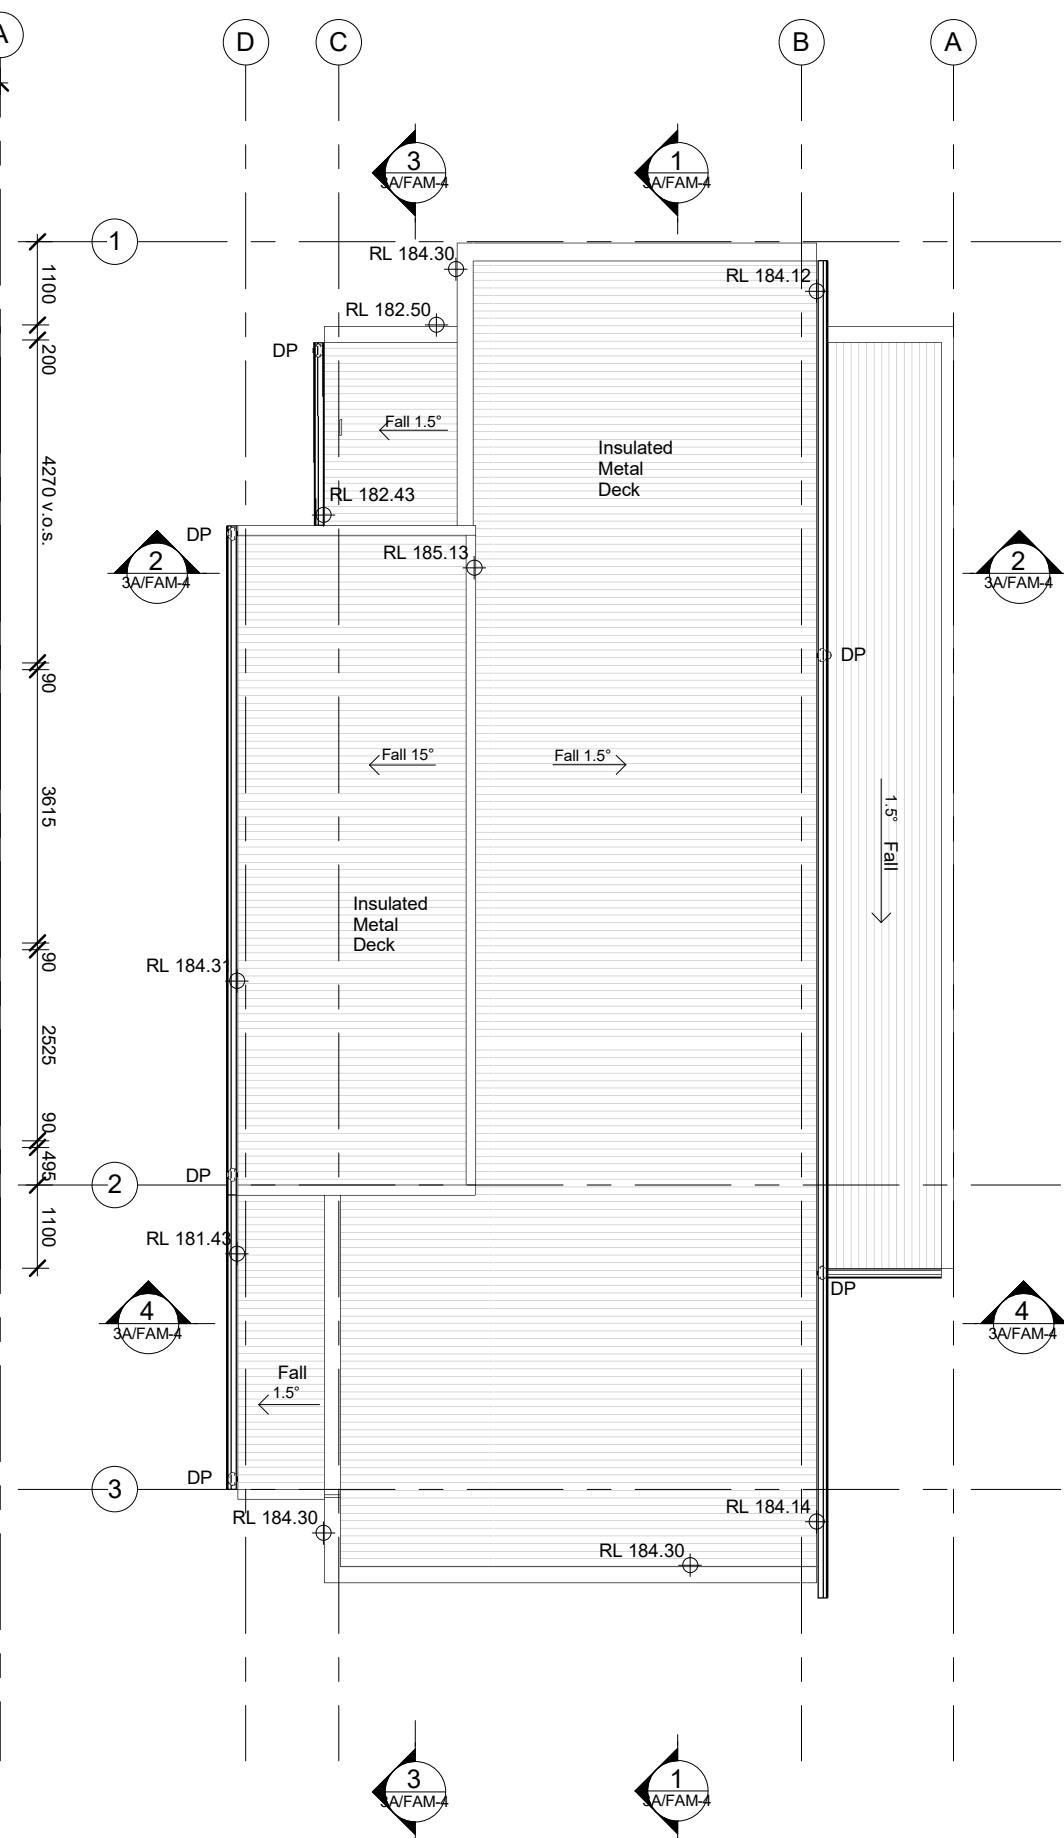 A
D
C
B
A
3
3A/FAM-4
1
3A/FAM-4
1
RL 184.30
RL 184.12
1100
RL 182.50
DP
200
Fall 1.5°
Insulated
Metal
Deck
RL 182.43
4270 v.o.s.
DP
RL 185.13
2
3A/FAM-4
2
3A/FAM-4
DP
90
Fall 15°
Fall 1.5°
1.5° Fall
3615
Insulated
Metal
Deck
90
RL 184.31
2525
90
495
DP
2
1100
RL 181.43
DP
4
3A/FAM-4
4
3A/FAM-4
Fall
1.5°
DP
3
RL 184.30
RL 184.14
RL 184.30
3
3A/FAM-4
1
3A/FAM-4